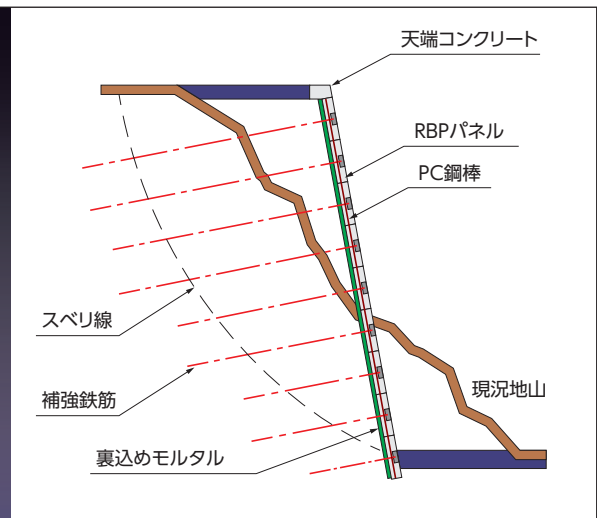 天端コンクリート
RBPパネル
PC鋼棒
スベリ線
現況地山
補強鉄筋
裏込めモルタル